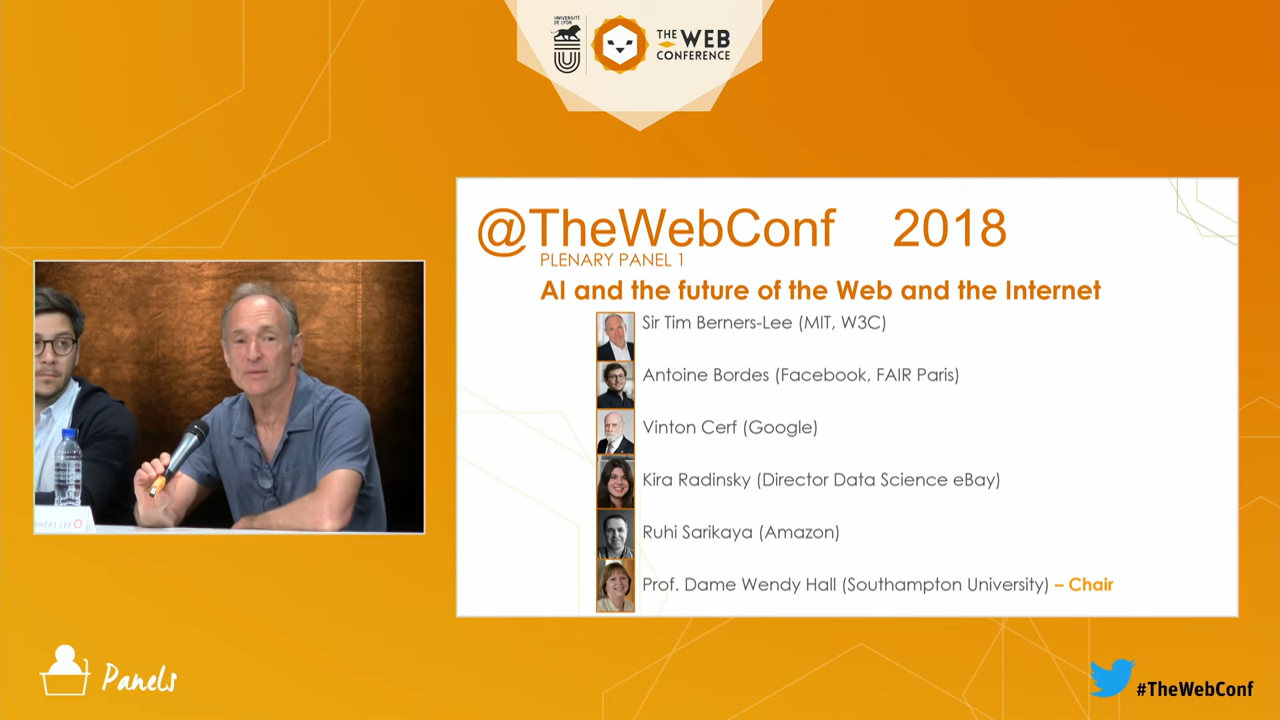 UNIVERSITÉ
DE LYON
THE WEB
CONFERENCE
@TheWebConf 2018
PLENARY PANEL 1
AI and the future of the Web and the Internet
Sir Tim Berners-Lee (MIT, W3C)
Antoine Bordes (Facebook, FAIR Paris)
Vinton Cerf (Google)
Kira Radinsky (Director Data Science eBay)
Ruhi Sarikaya (Amazon)
Prof. Dame Wendy Hall (Southampton University) – Chair
RNERS LEE
Panels
#TheWebConf